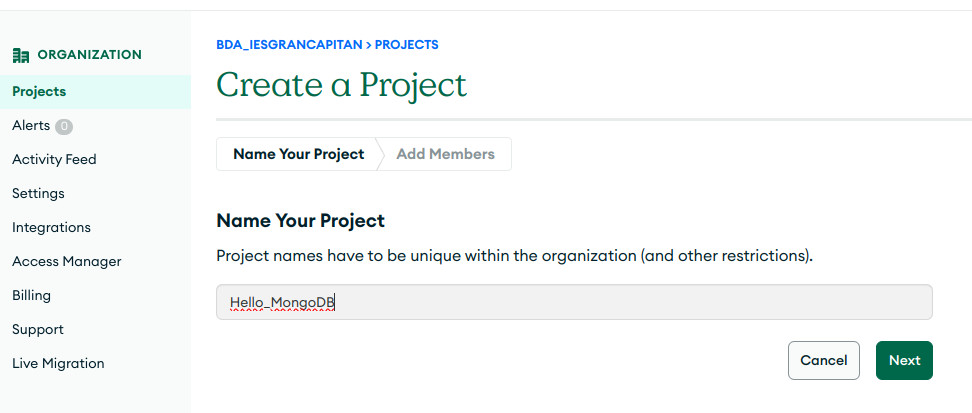 ORGANIZATION
Projects
Alerts 0
Activity Feed
Settings
Integrations
Access Manager
Billing
Support
Live Migration
BDA_IESGRANCAPITAN > PROJECTS
Create a Project
Name Your Project Add Members
Name Your Project
Project names have to be unique within the organization (and other restrictions).
Hello_MongoDB
Cancel Next